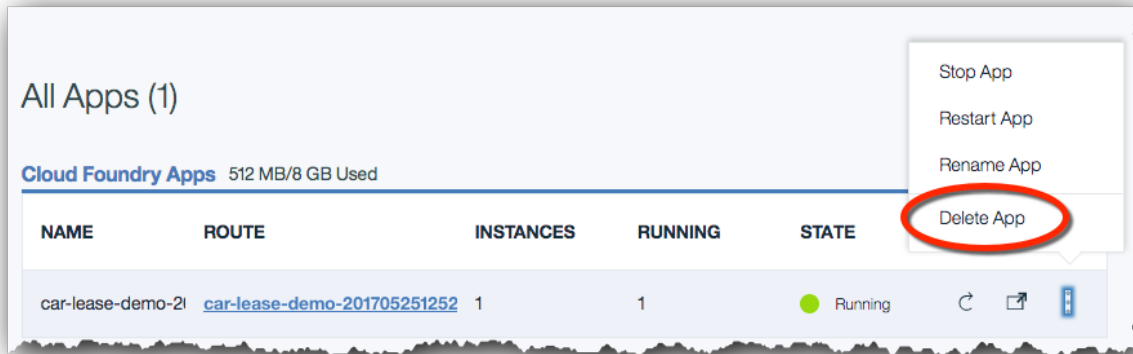 Stop App
All Apps (1)
Restart App
Rename App
Cloud Foundry Apps 512 MB/8 GB Used
Delete App
NAME ROUTE INSTANCES RUNNING STATE
car-lease-demo-20 car-lease-demo-201705251252 1 1 Running